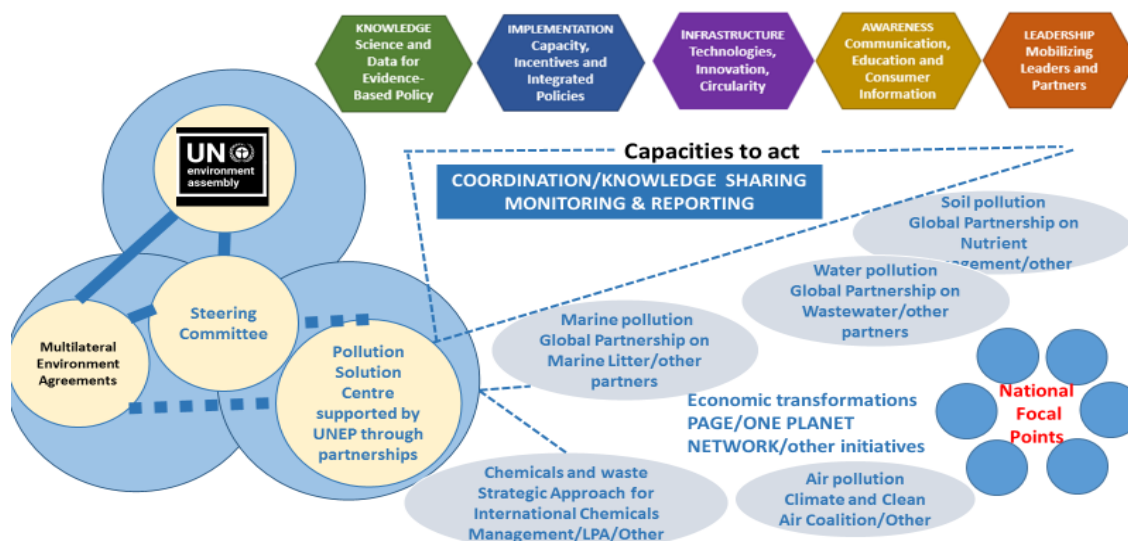 KNOWLEDGE
Science and
Data for
Evidence-
Based Policy
IMPLEMENTATION
Capacity,
Incentives and
Integrated
Policies
INFRASTRUCTURE
Technologies,
Innovation,
Circularity
AWARENESS
Communication,
Education and
Consumer
Information
LEADERSHIP
Mobilizing
Leaders and
Partners
UN
environment
assembly
Capacities to act
COORDINATION/KNOWLEDGE SHARING
MONITORING & REPORTING
Steering
Committee
Multilateral
Environment
Agreements
Pollution
Solution
Centre
supported by
UNEP through
partnerships
Soil pollution
Global Partnership on
Nutrient
agement/other
Water pollution
Global Partnership on
Wastewater/other
partners
Marine pollution
Global Partnership on
Marine Litter/other
partners
Economic transformations
PAGE/ONE PLANET
NETWORK/other initiatives
National
Focal
Points
Chemicals and waste
Strategic Approach for
International Chemicals
Management/LPA/Other
Air pollution
Climate and Clean
Air Coalition/Other